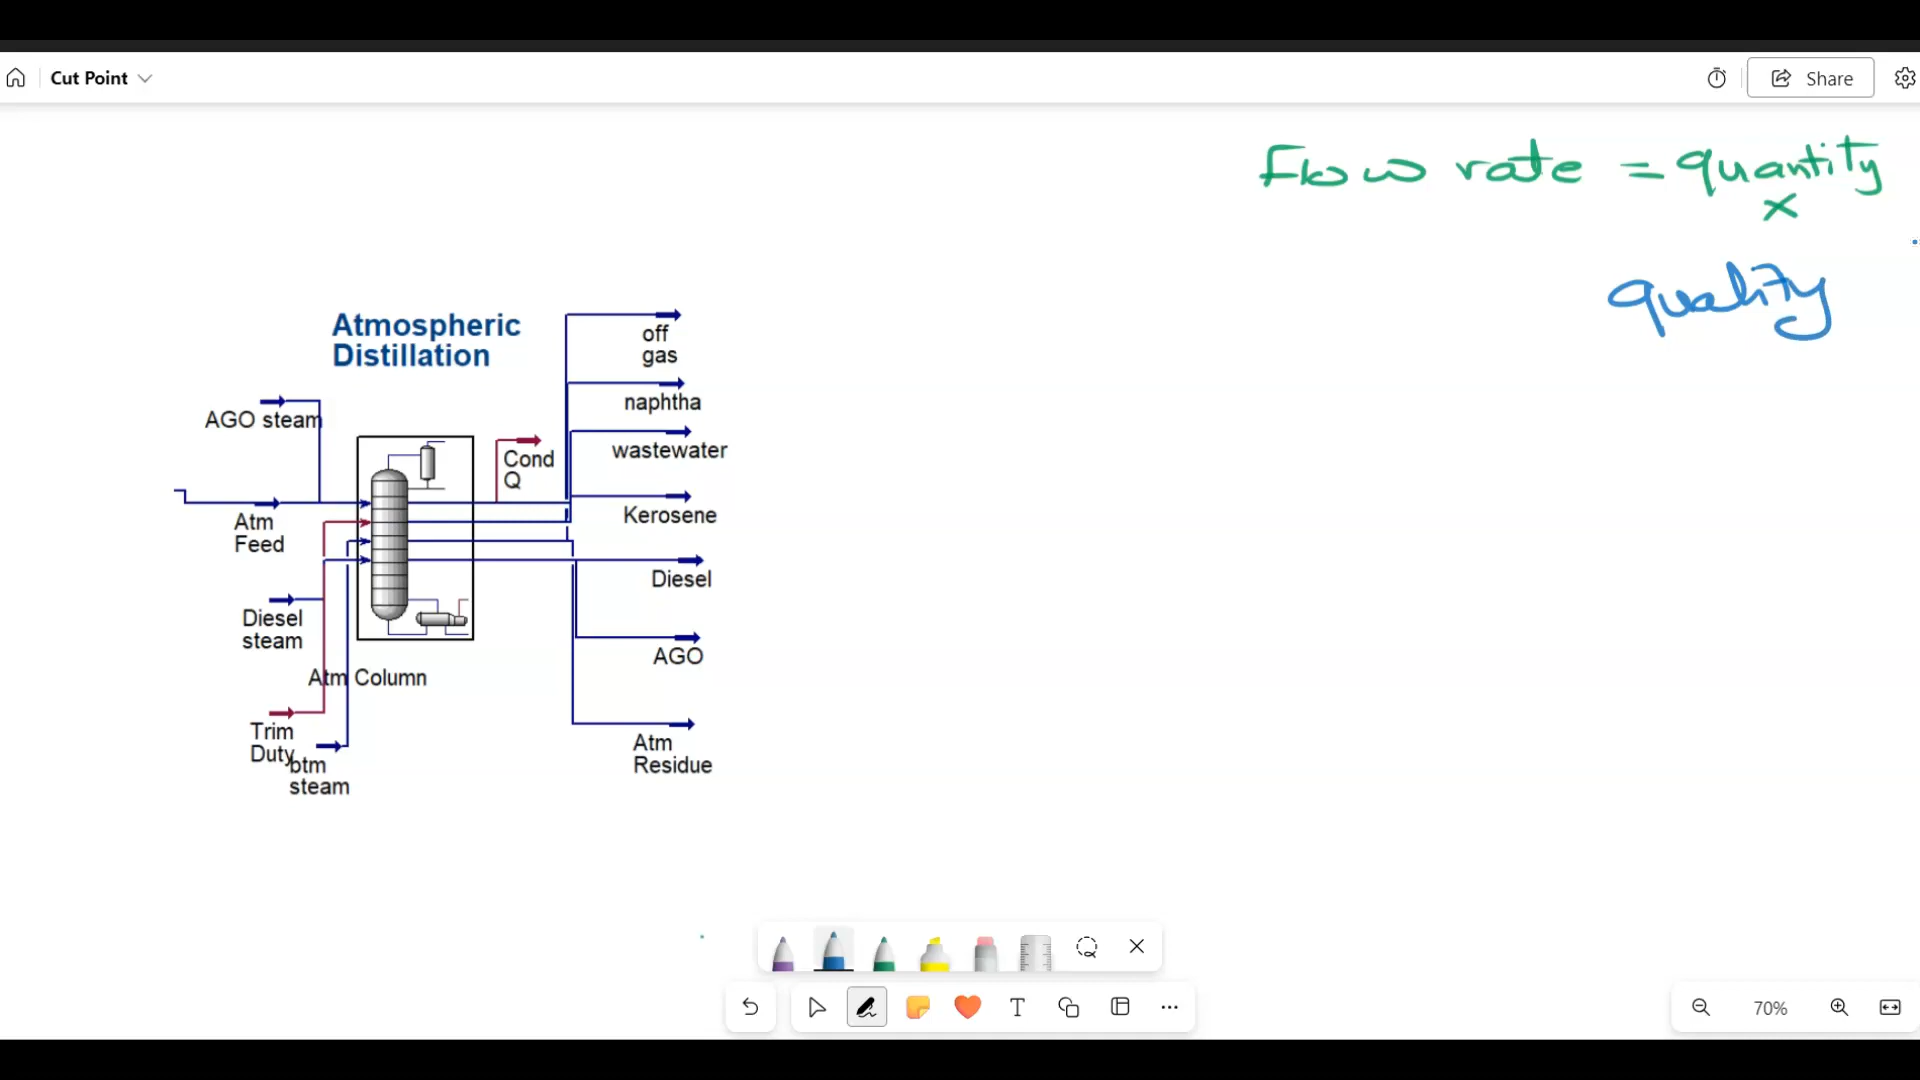 Cut Point
Share
Flow rate = quantity
x
quality
Atmospheric
Distillation
off
gas
naphtha
AGO steam
wastewater
Cond
Q
Kerosene
Atm
Feed
Diesel
Diesel
steam
AGO
Atm Column
Trim
Duty
btm
steam
Atm
Residue
T
70%